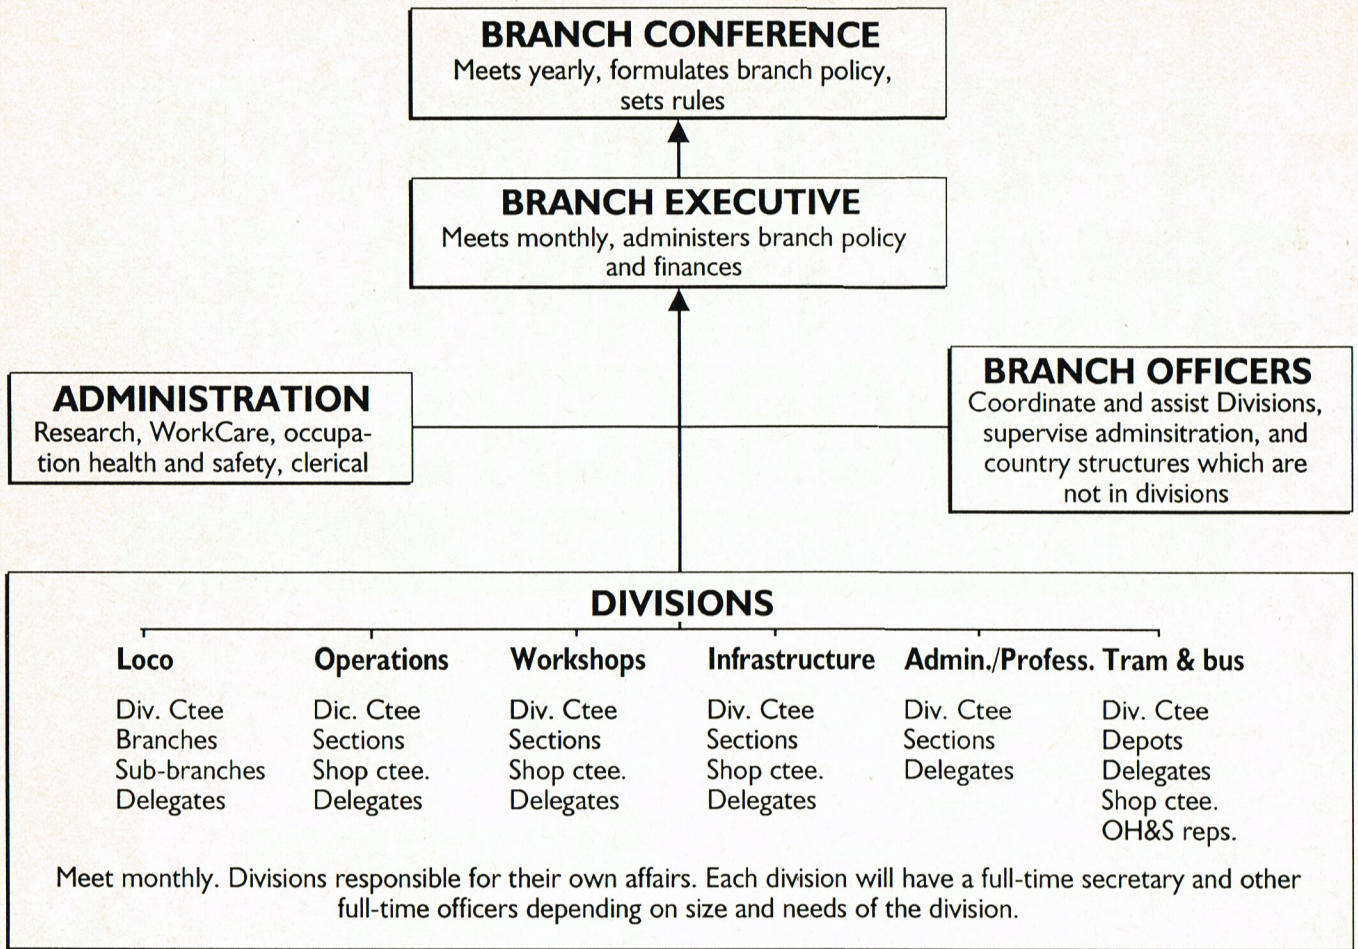 BRANCH CONFERENCE
Meets yearly, formulates branch policy,
sets rules
BRANCH EXECUTIVE
Meets monthly, administers branch policy
and finances
ADMINISTRATION
Research, WorkCare, occupa-
tion health and safety, clerical
BRANCH OFFICERS
Coordinate and assist Divisions,
supervise adminsitration, and
country structures which are
not in divisions
DIVISIONS
Loco
Div. Ctee
Branches
Sub-branches
Delegates
Operations
Dic. Ctee
Sections
Shop ctee.
Delegates
Workshops
Div. Ctee
Sections
Shop ctee.
Delegates
Infrastructure
Div. Ctee
Sections
Shop ctee.
Delegates
Admin./Profess.
Div. Ctee
Sections
Delegates
Tram & bus
Div. Ctee
Depots
Delegates
Shop ctee.
OH&S reps.
Meet monthly. Divisions responsible for their own affairs. Each division will have a full-time secretary and other
full-time officers depending on size and needs of the division.